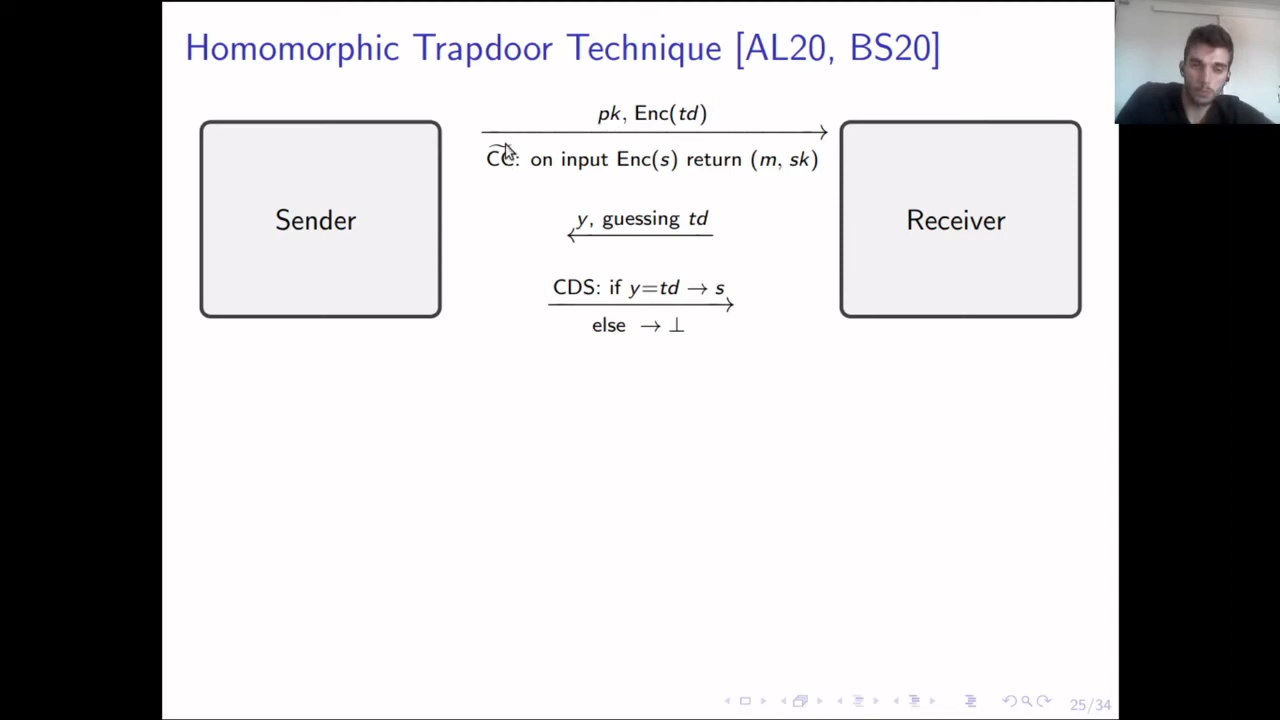 Homomorphic Trapdoor Technique [AL20, BS20]
pk, Enc(td)
C͠C: on input Enc(s) return (m, sk)
Sender
y, guessing td
Receiver
CDS: if y=td → s
else → ⊥
25/34